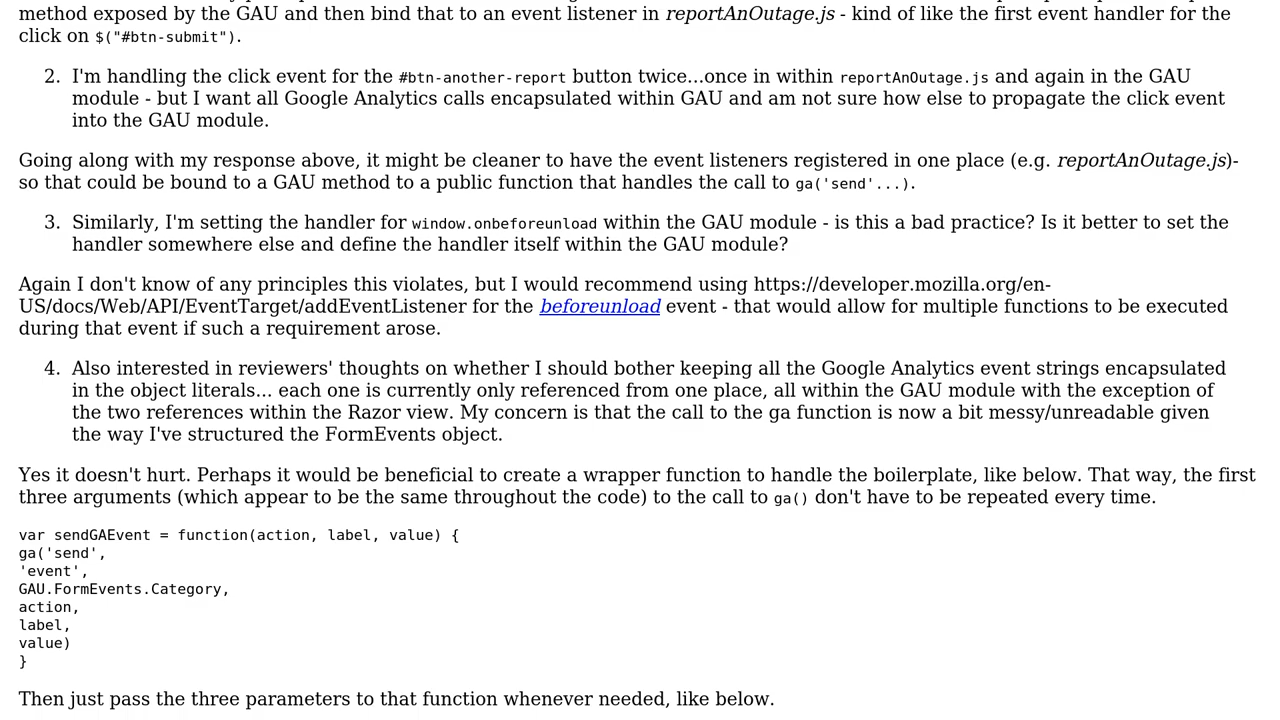 method exposed by the GAU and then bind that to an event listener in reportAnOutage.js - kind of like the first event handler for the
click on $("#btn-submit").
2. I'm handling the click event for the #btn-another-report button twice...once in within reportAnOutage.js and again in the GAU
module - but I want all Google Analytics calls encapsulated within GAU and am not sure how else to propagate the click event
into the GAU module.
Going along with my response above, it might be cleaner to have the event listeners registered in one place (e.g. reportAnOutage.js)-
so that could be bound to a GAU method to a public function that handles the call to ga('send'...).
3. Similarly, I'm setting the handler for window.onbeforeunload within the GAU module - is this a bad practice? Is it better to set the
handler somewhere else and define the handler itself within the GAU module?
Again I don't know of any principles this violates, but I would recommend using https://developer.mozilla.org/en-
US/docs/Web/API/EventTarget/addEventListener for the beforeunload event - that would allow for multiple functions to be executed
during that event if such a requirement arose.
4. Also interested in reviewers' thoughts on whether I should bother keeping all the Google Analytics event strings encapsulated
in the object literals... each one is currently only referenced from one place, all within the GAU module with the exception of
the two references within the Razor view. My concern is that the call to the ga function is now a bit messy/unreadable given
the way I've structured the FormEvents object.
Yes it doesn't hurt. Perhaps it would be beneficial to create a wrapper function to handle the boilerplate, like below. That way, the first
three arguments (which appear to be the same throughout the code) to the call to ga() don't have to be repeated every time.
var sendGAEvent = function(action, label, value) {
ga('send',
'event',
GAU.FormEvents.Category,
action,
label,
value)
}
Then just pass the three parameters to that function whenever needed, like below.